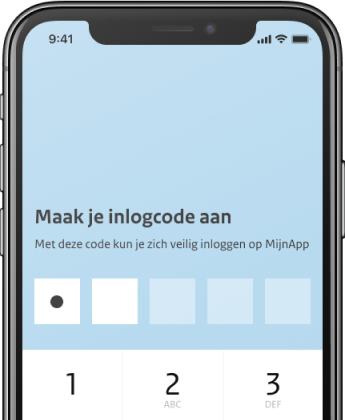 9:41
Maak je inlogcode aan
Met deze code kun je zich veilig inloggen op MijnApp
1 2 3
ABC DEF